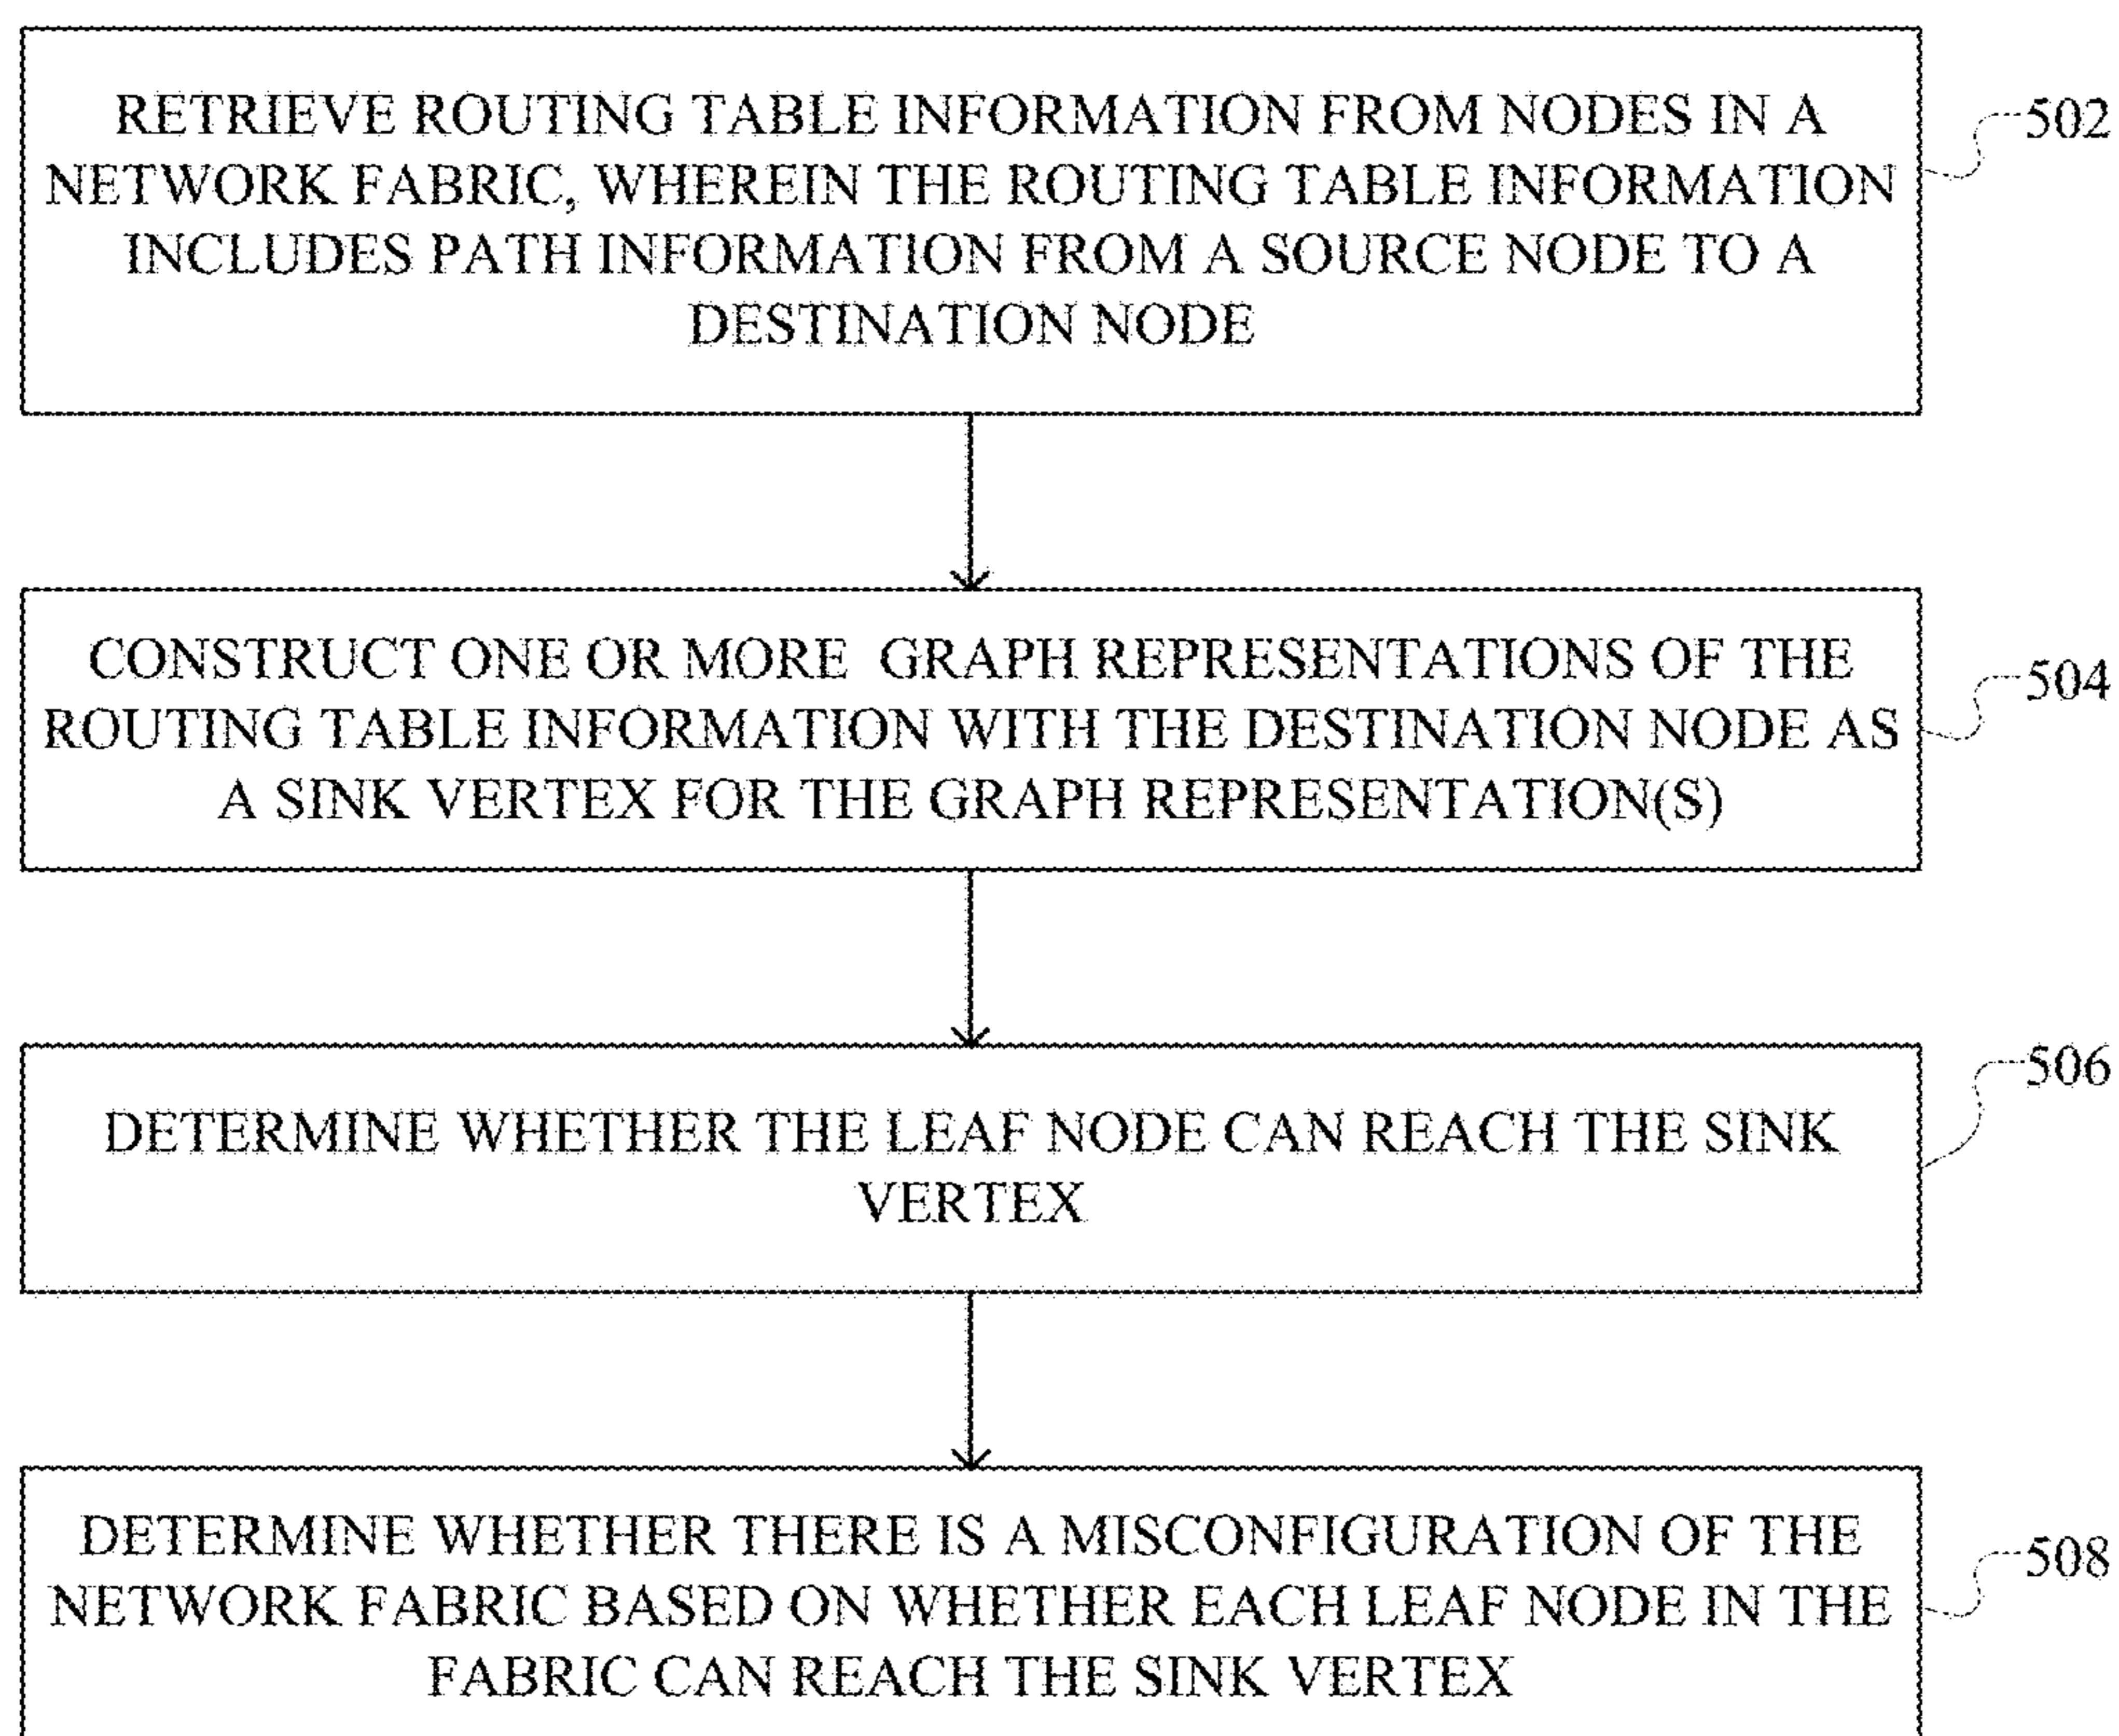 RETRIEVE ROUTING TABLE INFORMATION FROM NODES IN A
NETWORK FABRIC, WHEREIN THE ROUTING TABLE INFORMATION
INCLUDES PATH INFORMATION FROM A SOURCE NODE TO A
DESTINATION NODE
502
CONSTRUCT ONE OR MORE GRAPH REPRESENTATIONS OF THE
ROUTING TABLE INFORMATION WITH THE DESTINATION NODE AS
A SINK VERTEX FOR THE GRAPH REPRESENTATION(S)
504
DETERMINE WHETHER THE LEAF NODE CAN REACH THE SINK
VERTEX
506
DETERMINE WHETHER THERE IS A MISCONFIGURATION OF THE
NETWORK FABRIC BASED ON WHETHER EACH LEAF NODE IN THE
FABRIC CAN REACH THE SINK VERTEX
508